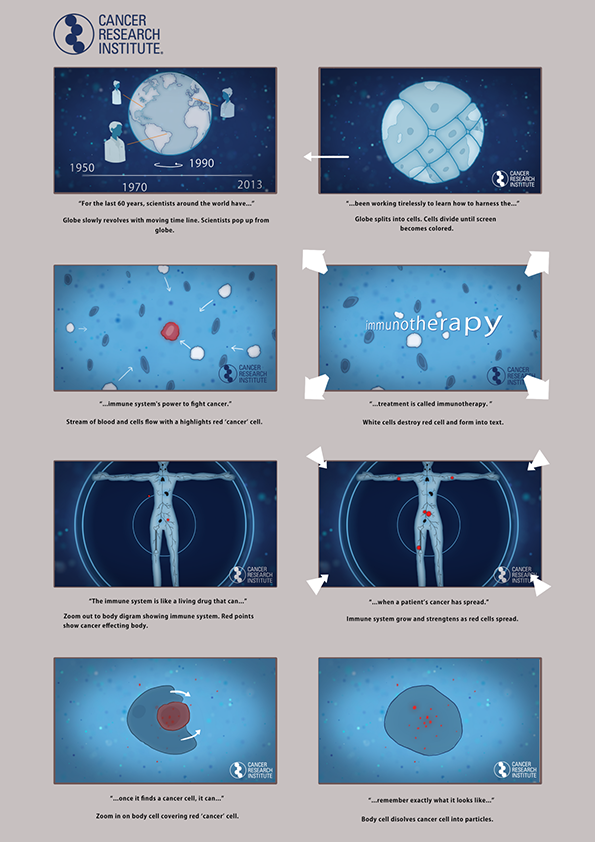 CANCER
RESEARCH
INSTITUTE.
1950
1970
1990
2013
CANCER
RESEARCH
INSTITUTE
"For the last 60 years, scientists around the world have..."
Globe slowly revolves with moving time line. Scientists pop up from
globe.
"...been working tirelessly to learn how to harness the..."
Globe splits into cells. Cells divide until screen
becomes colored.
CANCER
RESEARCH
INSTITUTE
immunotherapy
CANCER
RESEARCH
INSTITUTE
"...immune system's power to fight cancer."
Stream of blood and cells flow with a highlights red 'cancer' cell.
"...treatment is called immunotherapy."
White cells destroy red cell and form into text.
CANCER
RESEARCH
INSTITUTE
CANCER
RESEARCH
INSTITUTE
"The immune system is like a living drug that can..."
Zoom out to body digram showing immune system. Red points
show cancer effecting body.
"...when a patient's cancer has spread."
Immune system grow and strengtens as red cells spread.
CANCER
RESEARCH
INSTITUTE
CANCER
RESEARCH
INSTITUTE
"...once it finds a cancer cell, it can..."
Zoom in on body cell covering red 'cancer' cell.
"...remember exactly what it looks like..."
Body cell disolves cancer cell into particles.